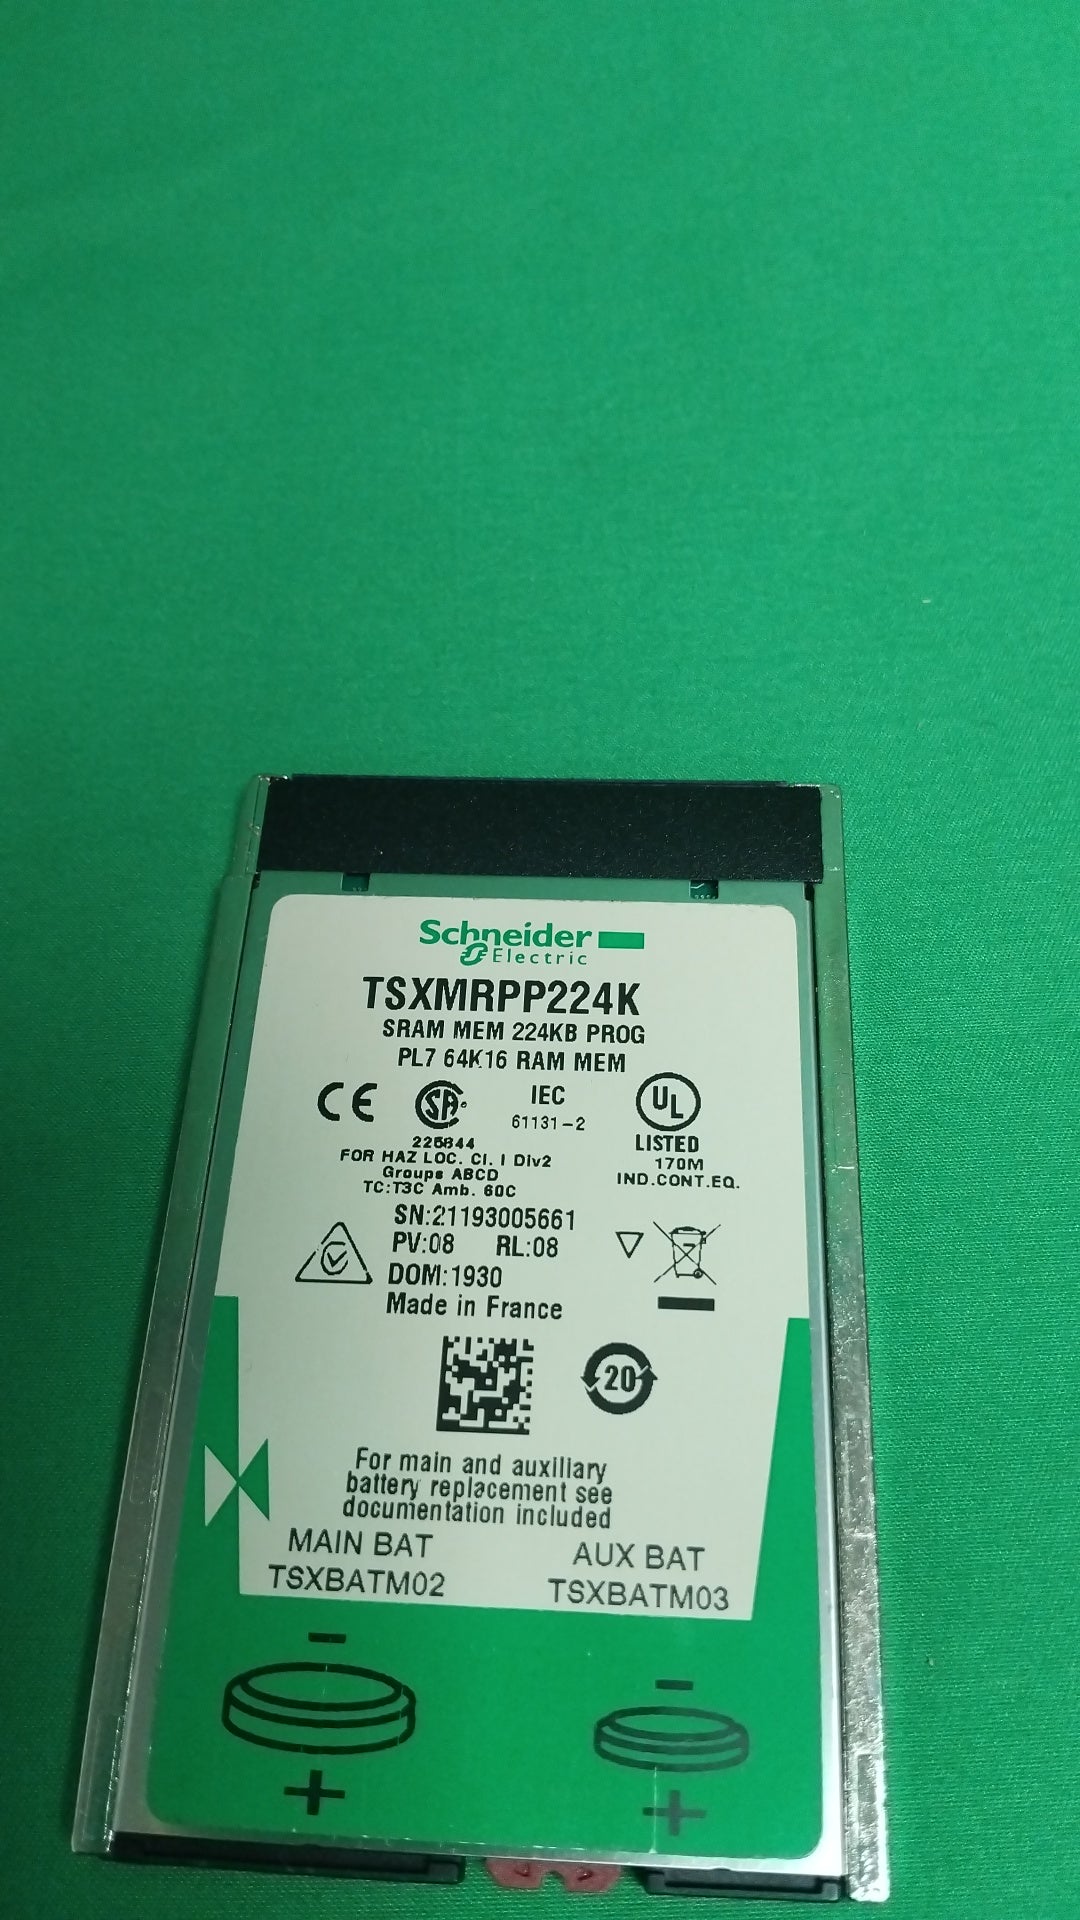 Schneider
Electric
TSXMRPP224K
SRAM MEM 224KB PROG
PL7 64K16 RAM MEM
CE
SA
IEC
61131-2
UL
225844
LISTED
170M
IND.CONT.EQ.
FOR HAZ LOC. Cl. I Div2
Groups ABCD
TC:T3C Amb. 60C
SN:21193005661
PV:08 RL:08
DOM:1930
Made in France
20
For main and auxiliary
battery replacement see
documentation included
MAIN BAT
TSXBATM02
AUX BAT
TSXBATM03
- -
+ +